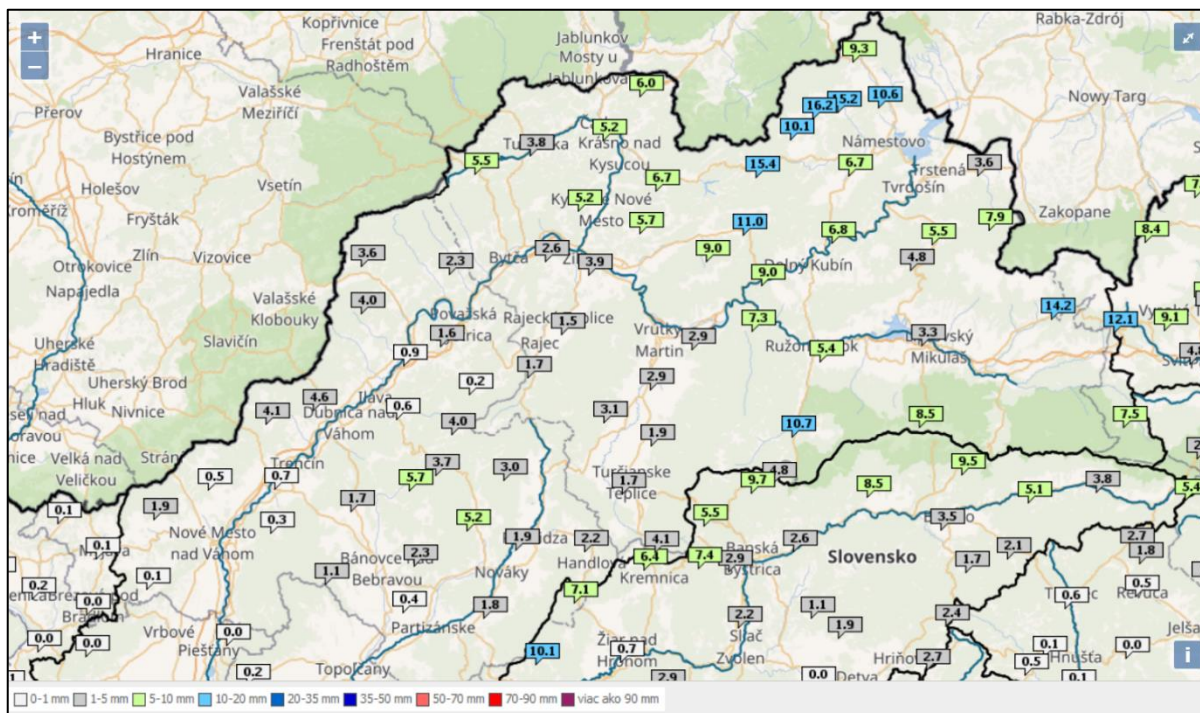 Kopřivnice
Rabka-Zdrój
+
−
Hranice
Frenštát pod
Radhoštěm
Jablunkov
Mosty u
9.3
6.0
Valašské
Meziříčí
Nowy Targ
Přerov
16.2
15.2
10.6
10.1
Bystřice pod
Hostýnem
5.2
3.8
Krásno nad
Kysucou
Námestovo
5.5
15.4
6.7
Trstená
3.6
Holešov
Vsetín
6.7
Tvrdošín
Fryšták
5.2
Nové
Mesto
5.7
11.0
7.9
Zakopane
8.4
Zlín
Vizovice
3.6
2.3
Bytča
2.6
3.9
9.0
6.8
5.5
4.8
Otrokovice
Napajedla
9.0
Dolný Kubín
Valašské
Klobouky
4.0
14.2
12.1
9.1
Slavičín
1.6
1.5
Rajec
Vrútky
Martin
2.9
7.3
5.4
3.3
Mikuláš
4.8
Uherské
Hradiště
0.9
1.7
Uherský Brod
0.2
2.9
Hluk
Nivnice
4.6
4.1
Ilava
Dubnica nad
Váhom
0.6
4.0
3.1
1.9
10.7
8.5
7.5
Velká nad
Veličkou
Trenčín
0.5
0.7
5.7
3.7
3.0
Turčianske
Teplice
1.7
4.8
9.7
9.5
8.5
5.1
3.8
5.4
0.1
1.9
1.7
Nové Mesto
nad Váhom
0.3
5.2
5.5
3.5
0.1
Bánovce nad
Bebravou
2.3
1.9
2.2
Handlová
4.1
6.4
Kremnica
7.4
2.9
Banská
Bystrica
2.6
Slovensko
1.7
2.1
2.7
1.8
0.2
0.1
1.1
Nováky
0.4
7.1
0.5
Revúca
0.0
0.6
1.8
Partizánske
2.2
Sliač
1.1
1.9
2.4
0.0
0.0
Vrbové
Piešťany
0.0
Žiar nad
Hronom
0.7
0.1
0.0
0.2
Topoľčany
10.1
Zvolen
2.9
0.0
Detva
2.7
0.5
Hnúšťa
0.1
i
0-1 mm 1-5 mm 5-10 mm 10-20 mm 20-35 mm 35-50 mm 50-70 mm 70-90 mm viac ako 90 mm